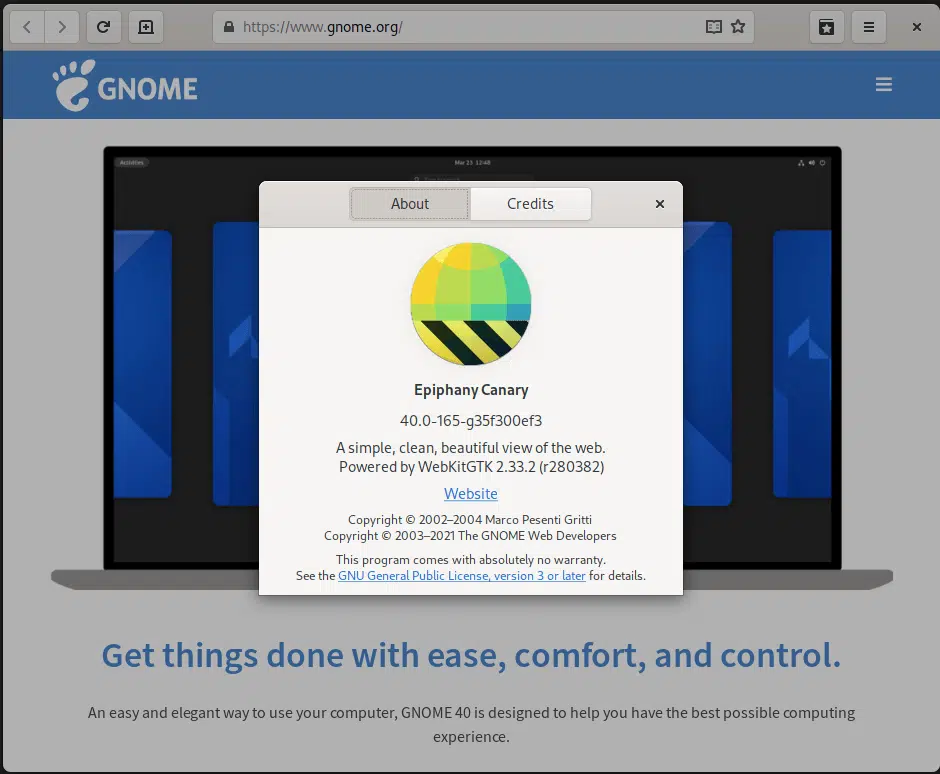 https://www.gnome.org/
GNOME
Activities
Mar 23 12:48
About
Credits
Epiphany Canary
40.0-165-g35f300ef3
A simple, clean, beautiful view of the web.
Powered by WebKitGTK 2.33.2 (r280382)
Website
Copyright © 2002–2004 Marco Pesenti Gritti
Copyright © 2003–2021 The GNOME Web Developers
This program comes with absolutely no warranty.
See the GNU General Public License, version 3 or later for details.
Get things done with ease, comfort, and control.
An easy and elegant way to use your computer, GNOME 40 is designed to help you have the best possible computing
experience.